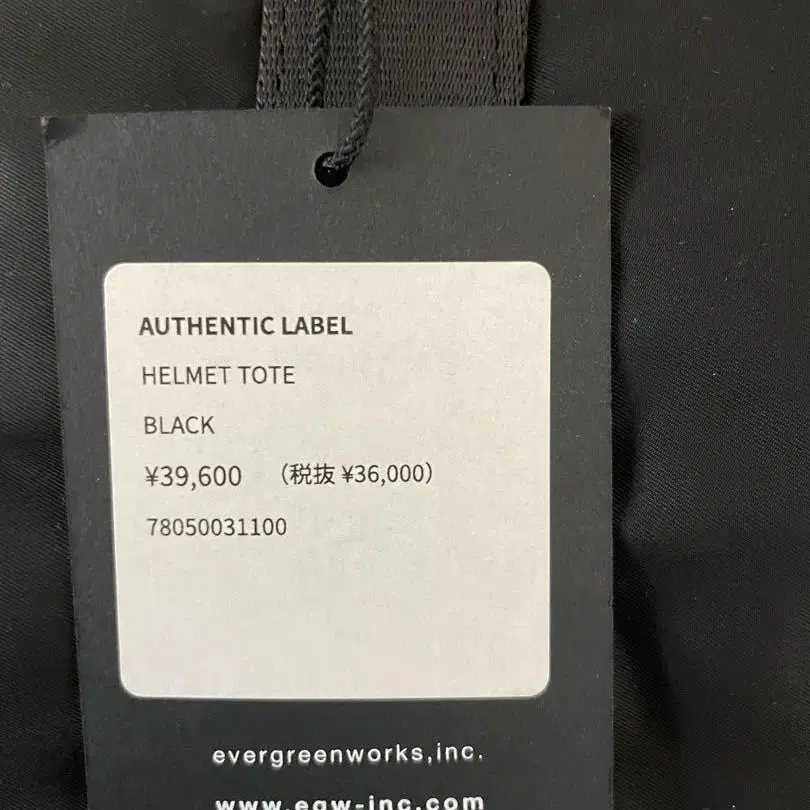 AUTHENTIC LABEL
HELMET TOTE
BLACK
¥39,600 （税抜 ¥36,000）
78050031100
evergreenworks,inc.
www.egw-inc.com